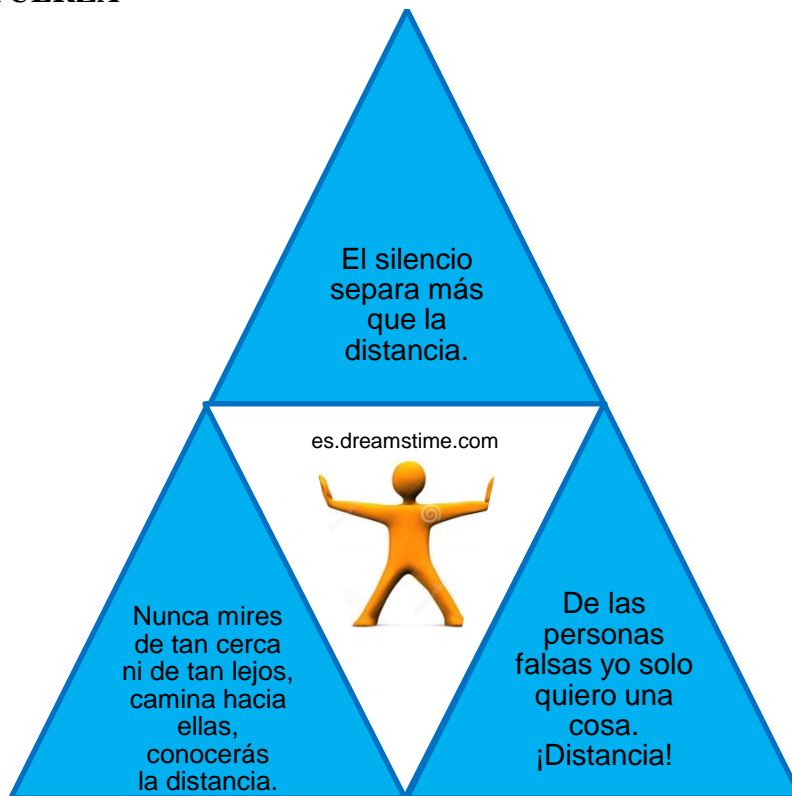 El silencio
separa más
que la
distancia.
es.dreamstime.com
Nunca mires
de tan cerca
ni de tan lejos,
camina hacia
ellas,
conocerás
la distancia.
De las
personas
falsas yo solo
quiero una
cosa.
¡Distancia!